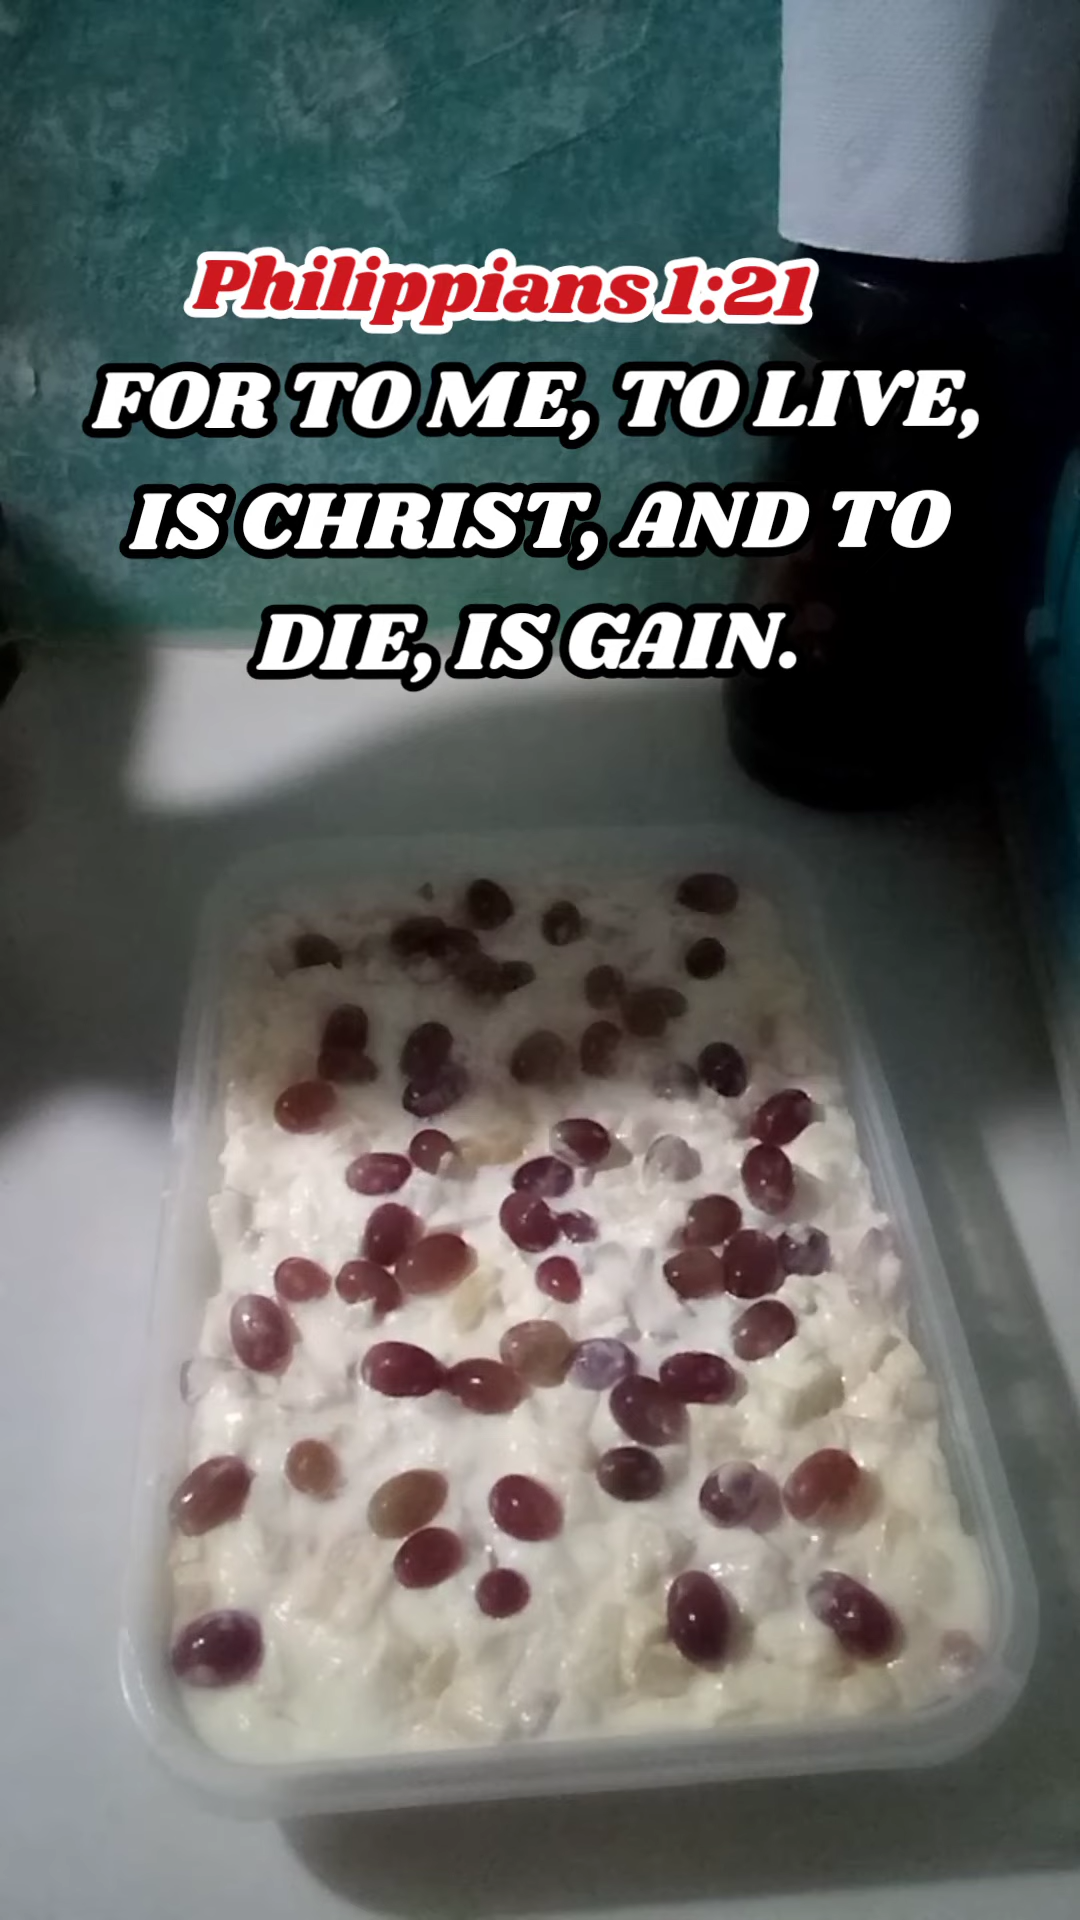 Philippians 1:21
FOR TO ME, TO LIVE,
IS CHRIST, AND TO
DIE, IS GAIN.